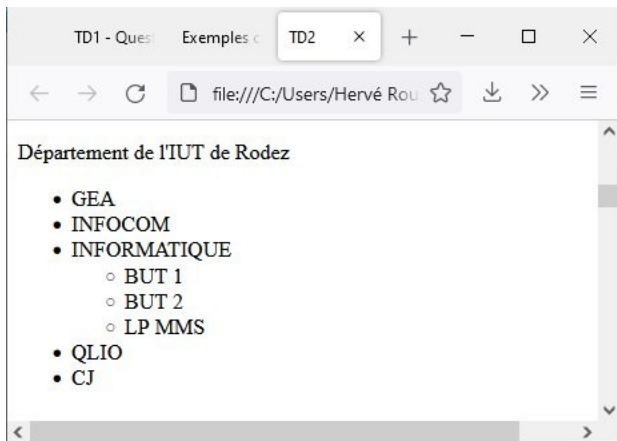 TD1 - Ques
Exemples
TD2
file:///C:/Users/Hervé Rou
Département de l'IUT de Rodez
GEA
INFOCOM
INFORMATIQUE
BUT 1
BUT 2
LP MMS
QLIO
CJ